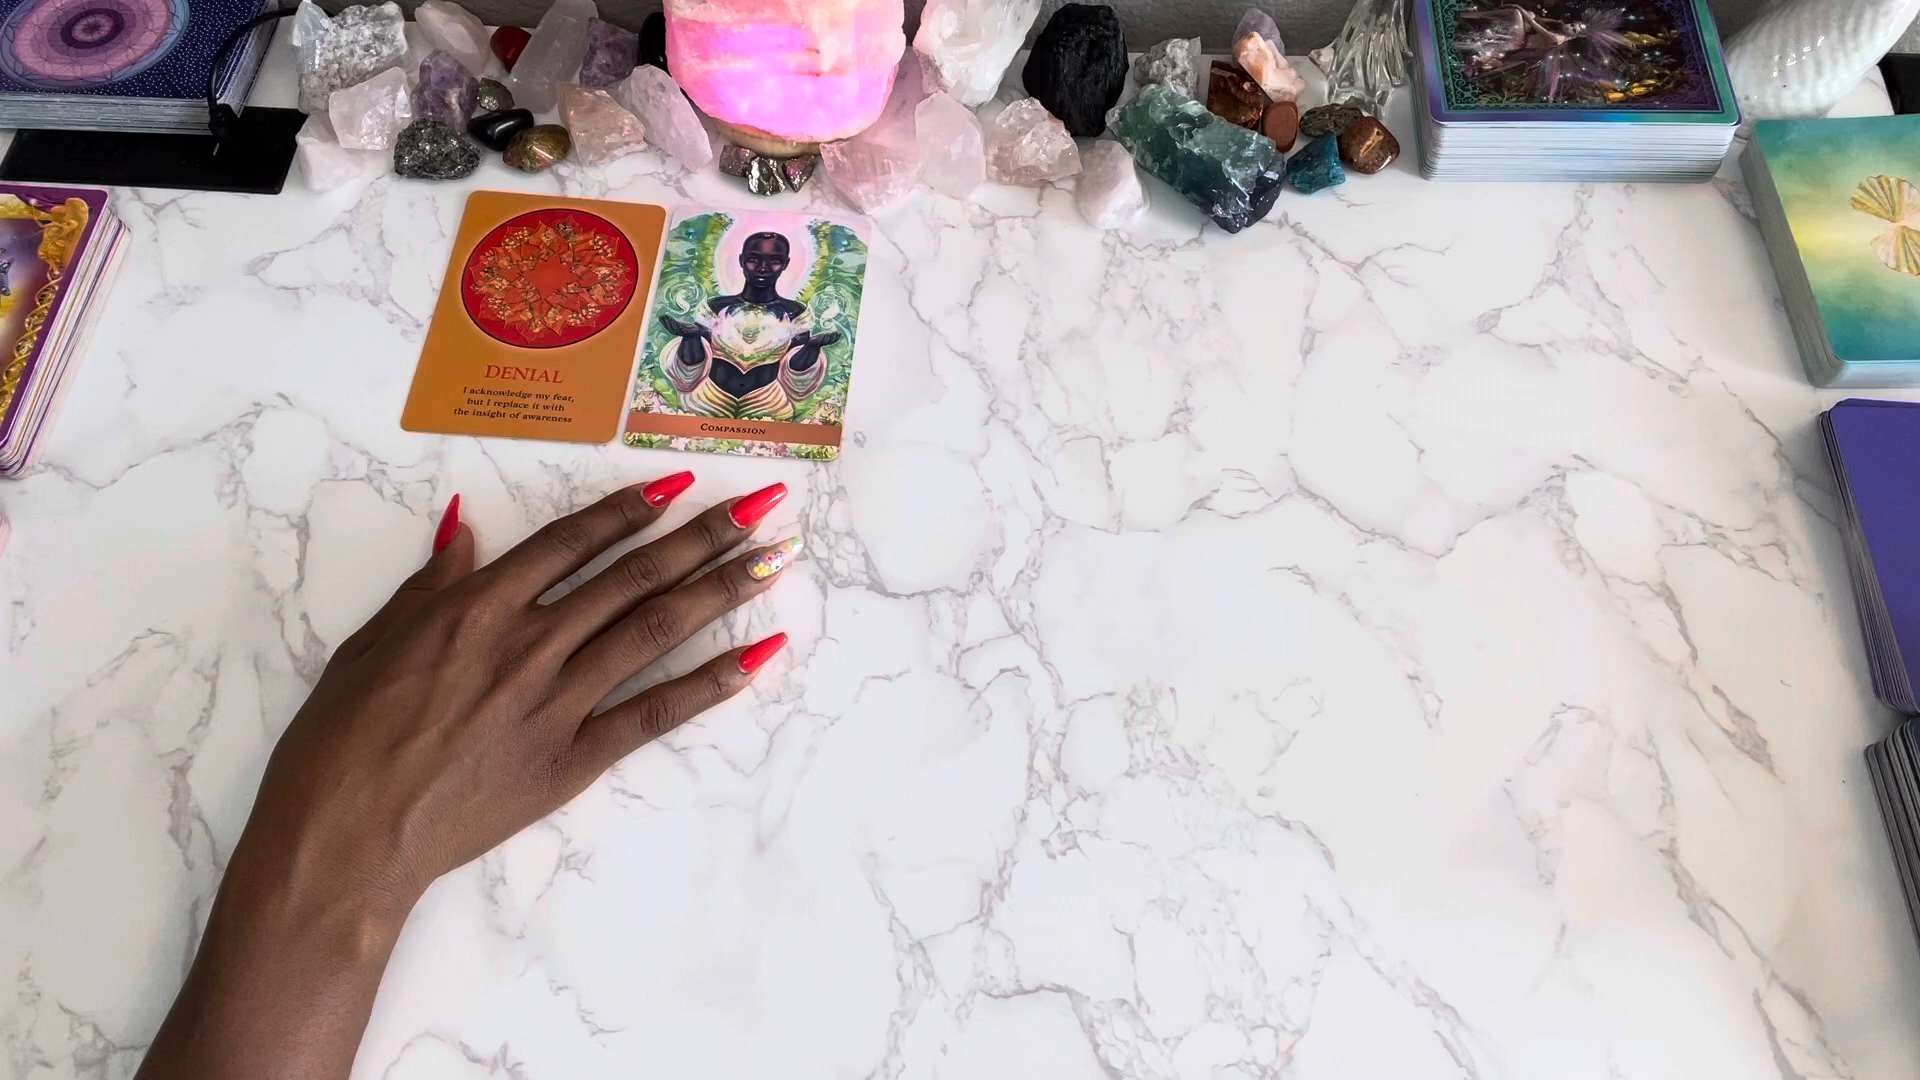 DENIAL
I acknowledge my fear,
but I replace it with
the insight of awareness
COMPASSION